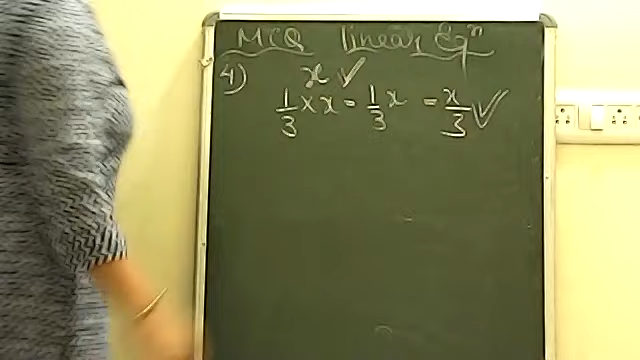 MCQ linear Eqn
4) x ✓
1/3 × x = 1/3 x = x/3 ✓